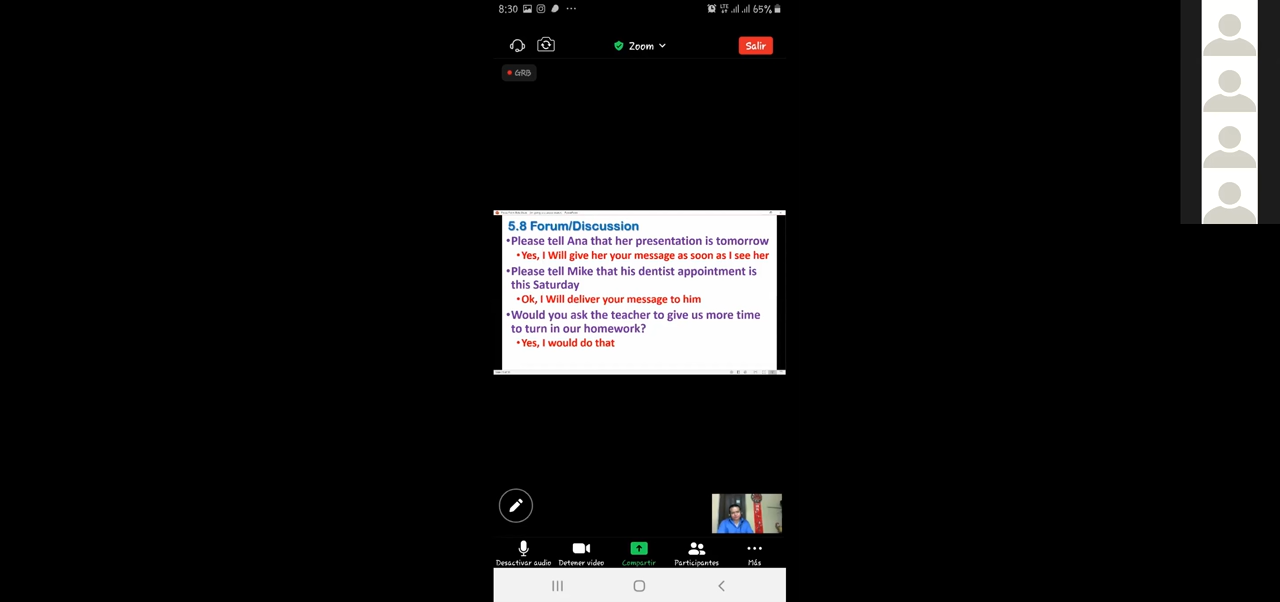 8:30 65%
Zoom
Salir
GRB
5.8 Forum/Discussion
•Please tell Ana that her presentation is tomorrow
•Yes, I Will give her your message as soon as I see her
•Please tell Mike that his dentist appointment is
this Saturday
•Ok, I Will deliver your message to him
•Would you ask the teacher to give us more time
to turn in our homework?
•Yes, I would do that
Desactivar audio Detener video Compartir Participantes Más